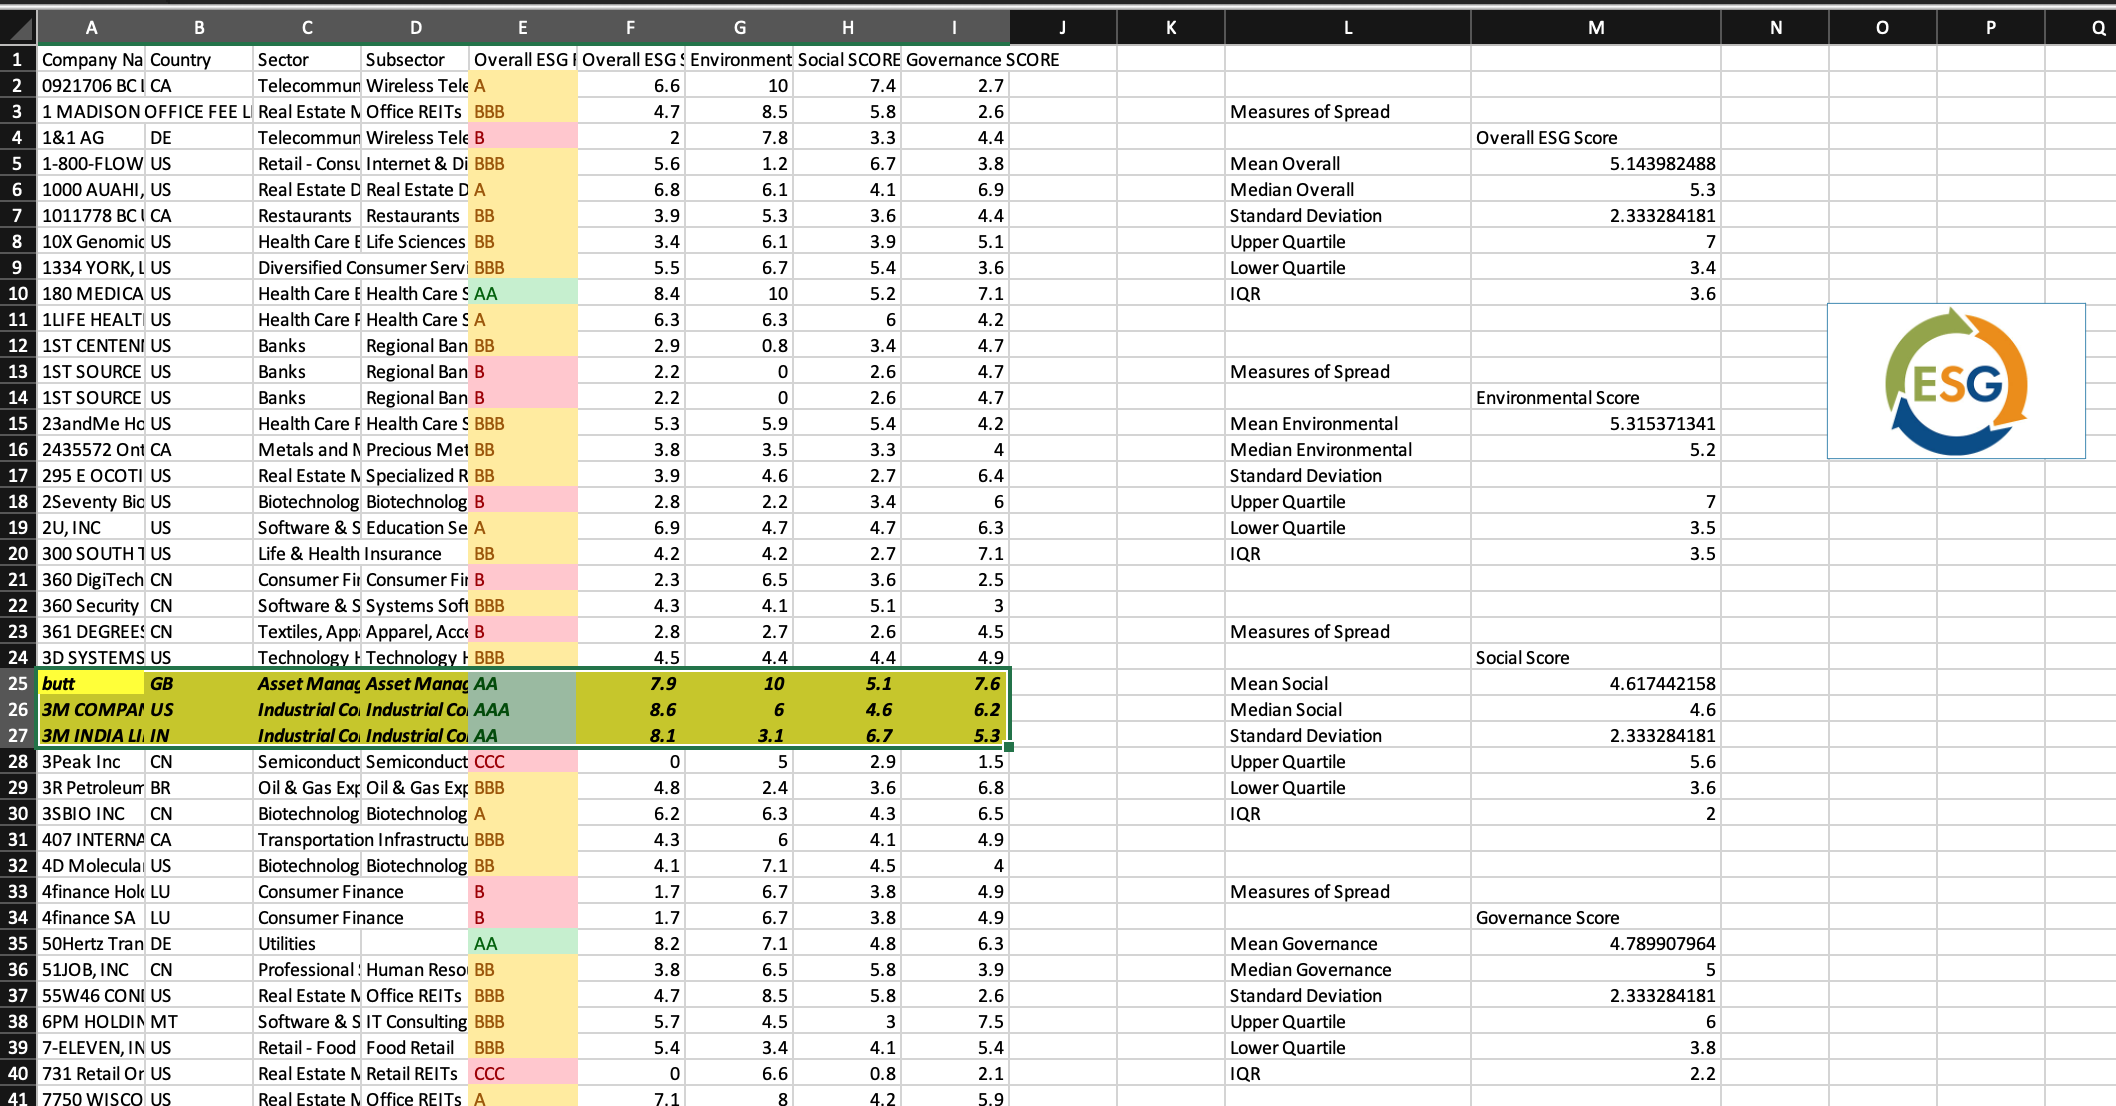 A B C D E F G H I J K L M N O P Q
1 Company Na Country Sector Subsector Overall ESG Overall ESG Environment Social SCORE Governance SCORE
2 0921706 BC L CA Telecommun Wireless Tele A 6.6 10 7.4 2.7
3 1 MADISON OFFICE FEE L Real Estate M Office REITs BBB 4.7 8.5 5.8 2.6 Measures of Spread
4 1&1 AG DE Telecommun Wireless Tele B 2 7.8 3.3 4.4 Overall ESG Score
5 1-800-FLOW US Retail - Consu Internet & Di BBB 5.6 1.2 6.7 3.8 Mean Overall 5.143982488
6 1000 AUAHI, US Real Estate D Real Estate D A 6.8 6.1 4.1 6.9 Median Overall 5.3
7 1011778 BC U CA Restaurants Restaurants BB 3.9 5.3 3.6 4.4 Standard Deviation 2.333284181
8 10X Genomic US Health Care E Life Sciences BB 3.4 6.1 3.9 5.1 Upper Quartile 7
9 1334 YORK, L US Diversified Consumer Servi BBB 5.5 6.7 5.4 3.6 Lower Quartile 3.4
10 180 MEDICA US Health Care E Health Care S AA 8.4 10 5.2 7.1 IQR 3.6
11 1LIFE HEALT US Health Care P Health Care S A 6.3 6.3 6 4.2
12 1ST CENTENN US Banks Regional Ban BB 2.9 0.8 3.4 4.7
13 1ST SOURCE US Banks Regional Ban B 2.2 0 2.6 4.7 Measures of Spread
14 1ST SOURCE US Banks Regional Ban B 2.2 0 2.6 4.7 Environmental Score
ESG
15 23andMe Ho US Health Care P Health Care S BBB 5.3 5.9 5.4 4.2 Mean Environmental 5.315371341
16 2435572 Ont CA Metals and M Precious Met BB 3.8 3.5 3.3 4 Median Environmental 5.2
17 295 E OCOTI US Real Estate M Specialized R BB 3.9 4.6 2.7 6.4 Standard Deviation
18 2Seventy Bio US Biotechnolog Biotechnolog B 2.8 2.2 3.4 6 Upper Quartile 7
19 2U, INC US Software & S Education Se A 6.9 4.7 4.7 6.3 Lower Quartile 3.5
20 300 SOUTH T US Life & Health Insurance BB 4.2 4.2 2.7 7.1 IQR 3.5
21 360 DigiTech CN Consumer Fin Consumer Fin B 2.3 6.5 3.6 2.5
22 360 Security CN Software & S Systems Soft BBB 4.3 4.1 5.1 3
23 361 DEGREES CN Textiles, Appa Apparel, Acce B 2.8 2.7 2.6 4.5 Measures of Spread
24 3D SYSTEMS US Technology H Technology H BBB 4.5 4.4 4.4 4.9 Social Score
25 butt GB Asset Manag Asset Manag AA 7.9 10 5.1 7.6 Mean Social 4.617442158
26 3M COMPAN US Industrial Co Industrial Co AAA 8.6 6 4.6 6.2 Median Social 4.6
27 3M INDIA LI IN Industrial Co Industrial Co AA 8.1 3.1 6.7 5.3 Standard Deviation 2.333284181
28 3Peak Inc CN Semiconduct Semiconduct CCC 0 5 2.9 1.5 Upper Quartile 5.6
29 3R Petroleum BR Oil & Gas Exp Oil & Gas Exp BBB 4.8 2.4 3.6 6.8 Lower Quartile 3.6
30 3SBIO INC CN Biotechnolog Biotechnolog A 6.2 6.3 4.3 6.5 IQR 2
31 407 INTERNA CA Transportation Infrastructu BBB 4.3 6 4.1 4.9
32 4D Molecular US Biotechnolog Biotechnolog BB 4.1 7.1 4.5 4
33 4finance Hold LU Consumer Finance B 1.7 6.7 3.8 4.9 Measures of Spread
34 4finance SA LU Consumer Finance B 1.7 6.7 3.8 4.9 Governance Score
35 50Hertz Tran DE Utilities AA 8.2 7.1 4.8 6.3 Mean Governance 4.789907964
36 51JOB, INC CN Professional S Human Reso BB 3.8 6.5 5.8 3.9 Median Governance 5
37 55W46 COND US Real Estate M Office REITs BBB 4.7 8.5 5.8 2.6 Standard Deviation 2.333284181
38 6PM HOLDIN MT Software & S IT Consulting BBB 5.7 4.5 3 7.5 Upper Quartile 6
39 7-ELEVEN, IN US Retail - Food Food Retail BBB 5.4 3.4 4.1 5.4 Lower Quartile 3.8
40 731 Retail On US Real Estate M Retail REITs CCC 0 6.6 0.8 2.1 IQR 2.2
41 7750 WISCO US Real Estate M Office REITs A 7.1 8 4.2 5.9